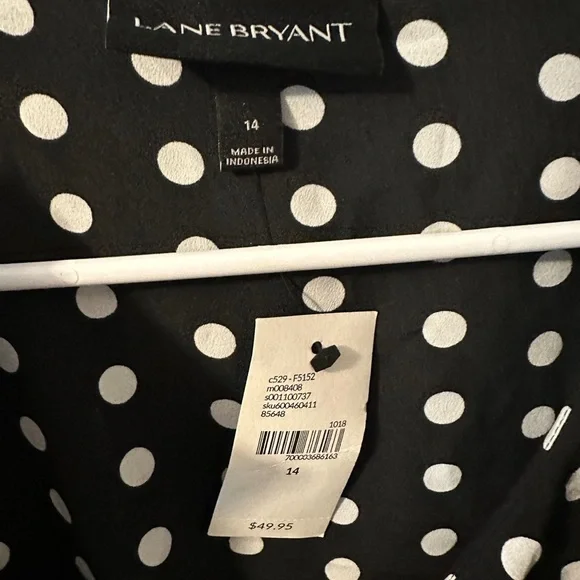 LANE BRYANT
14
MADE IN
INDONESIA
c529 - F5152
m008408
s001100737
sku600460411
85648
1018
700003686163
14
$49.95